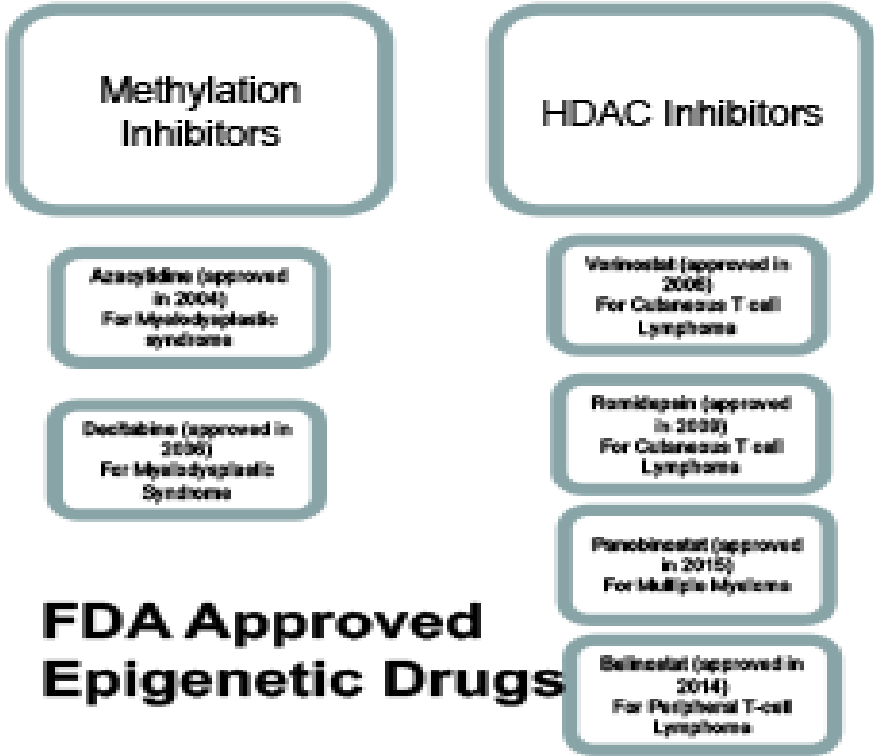 Methylation
Inhibitors
HDAC Inhibitors
Azacytidine (approved
in 2004)
For Myelodysplastic
syndrome
Decitabine (approved in
2006)
For Myelodysplastic
Syndrome
Vorinostat (approved in
2006)
For Cutaneous T cell
Lymphoma
Romidepsin (approved
in 2009)
For Cutaneous T cell
Lymphoma
Panobinostat (approved
in 2015)
For Multiple Myeloma
Belinostat (approved in
2014)
For Peripheral T-cell
Lymphoma
FDA Approved
Epigenetic Drugs